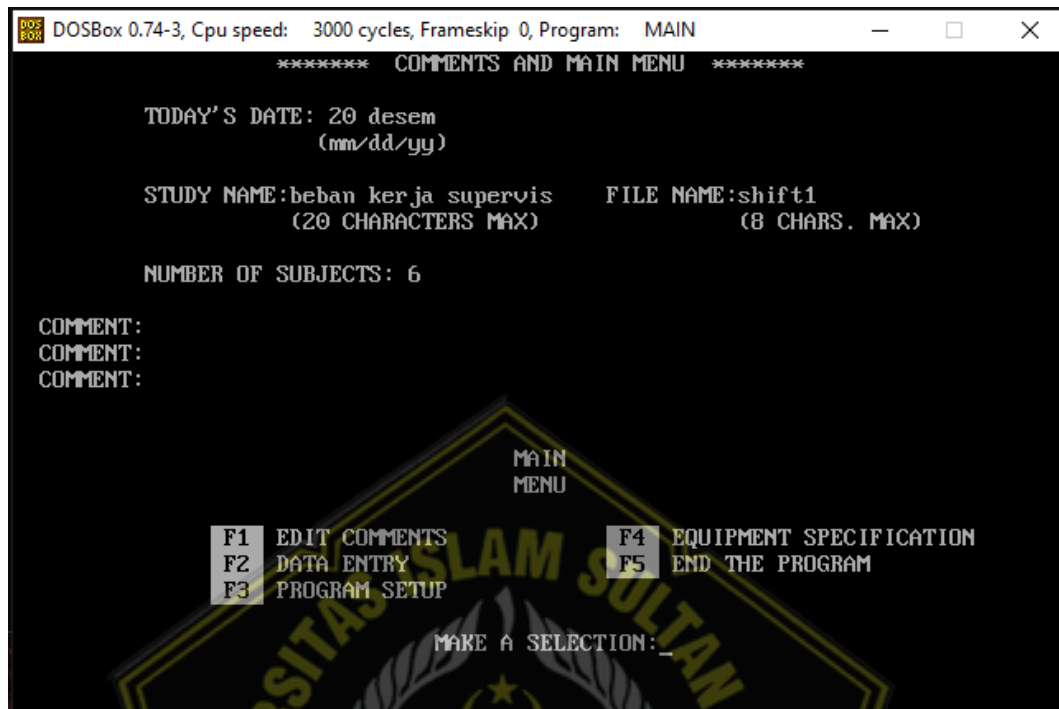 DOSBox 0.74-3, Cpu speed: 3000 cycles, Frameskip 0, Program: MAIN
******* COMMENTS AND MAIN MENU *******
TODAY'S DATE: 20 desem
(mm/dd/yy)
STUDY NAME:beban kerja supervis FILE NAME:shift1
(20 CHARACTERS MAX) (8 CHARS. MAX)
NUMBER OF SUBJECTS: 6
COMMENT:
COMMENT:
COMMENT:
MAIN
MENU
F1 EDIT COMMENTS F4 EQUIPMENT SPECIFICATION
F2 DATA ENTRY F5 END THE PROGRAM
F3 PROGRAM SETUP
MAKE A SELECTION:_
SITAS ISLAM SULTAN